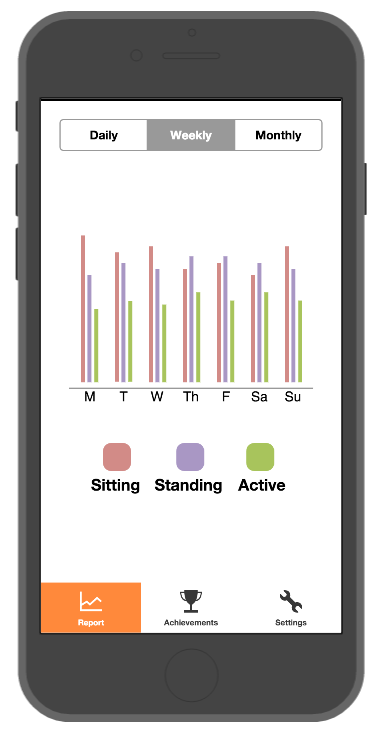 Daily Weekly Monthly
M T W Th F Sa Su
Sitting Standing Active
Report Achievements Settings